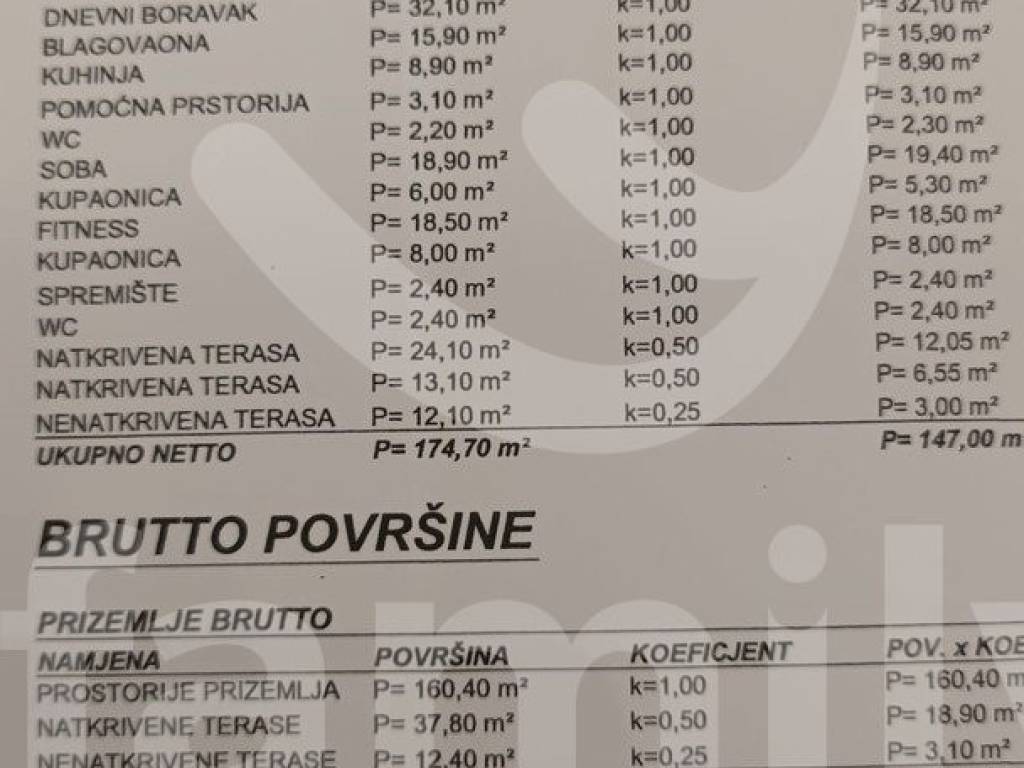 DNEVNI BORAVAK P= 32,10 m² k=1,00 P= 32,10 m²
BLAGOVAONA P= 15,90 m² k=1,00 P= 15,90 m²
KUHINJA P= 8,90 m² k=1,00 P= 8,90 m²
POMOĆNA PRSTORIJA P= 3,10 m² k=1,00 P= 3,10 m²
WC P= 2,20 m² k=1,00 P= 2,30 m²
SOBA P= 18,90 m² k=1,00 P= 19,40 m²
KUPAONICA P= 6,00 m² k=1,00 P= 5,30 m²
FITNESS P= 18,50 m² k=1,00 P= 18,50 m²
KUPAONICA P= 8,00 m² k=1,00 P= 8,00 m²
SPREMIŠTE P= 2,40 m² k=1,00 P= 2,40 m²
WC P= 2,40 m² k=1,00 P= 2,40 m²
NATKRIVENA TERASA P= 24,10 m² k=0,50 P= 12,05 m²
NATKRIVENA TERASA P= 13,10 m² k=0,50 P= 6,55 m²
NENATKRIVENA TERASA P= 12,10 m² k=0,25 P= 3,00 m²
UKUPNO NETTO P= 174,70 m² P= 147,00 m
BRUTTO POVRŠINE
PRIZEMLJE BRUTTO
NAMJENA POVRŠINA KOEFICJENT POV. x KOE
PROSTORIJE PRIZEMLJA P= 160,40 m² k=1,00 P= 160,40 m
NATKRIVENE TERASE P= 37,80 m² k=0,50 P= 18,90 m²
NENATKRIVENE TERASE P= 12,40 m² k=0,25 P= 3,10 m²
family